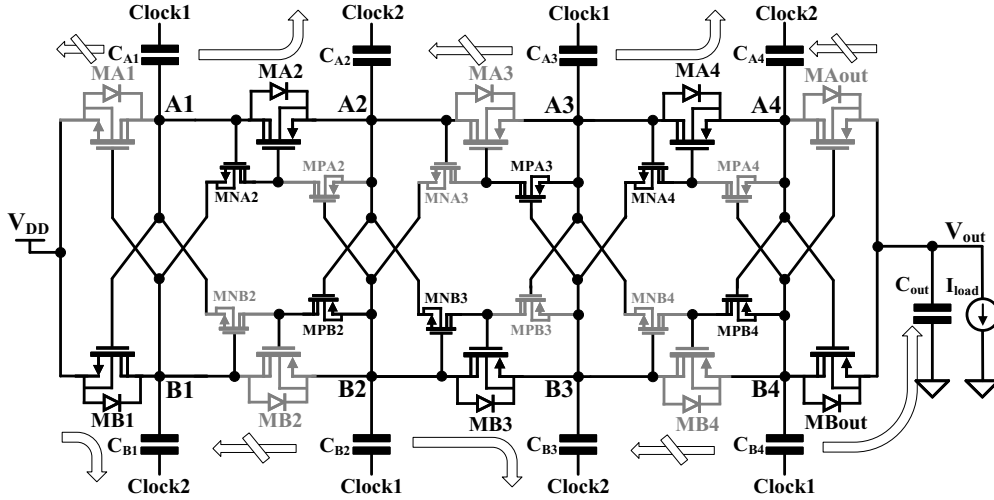 Clock1 Clock2 Clock1 Clock2
CA1 CA2 CA3 CA4
MA1 MA2 MA3 MA4 MAout
A1 A2 A3 A4
MPA2 MPA3 MPA4
MNA2 MNA3 MNA4
VDD Vout
Cout Iload
MNB2 MNB3 MNB4
MPB2 MPB3 MPB4
B1 B2 B3 B4
MB1 MB2 MB3 MB4 MBout
CB1 CB2 CB3 CB4
Clock2 Clock1 Clock2 Clock1